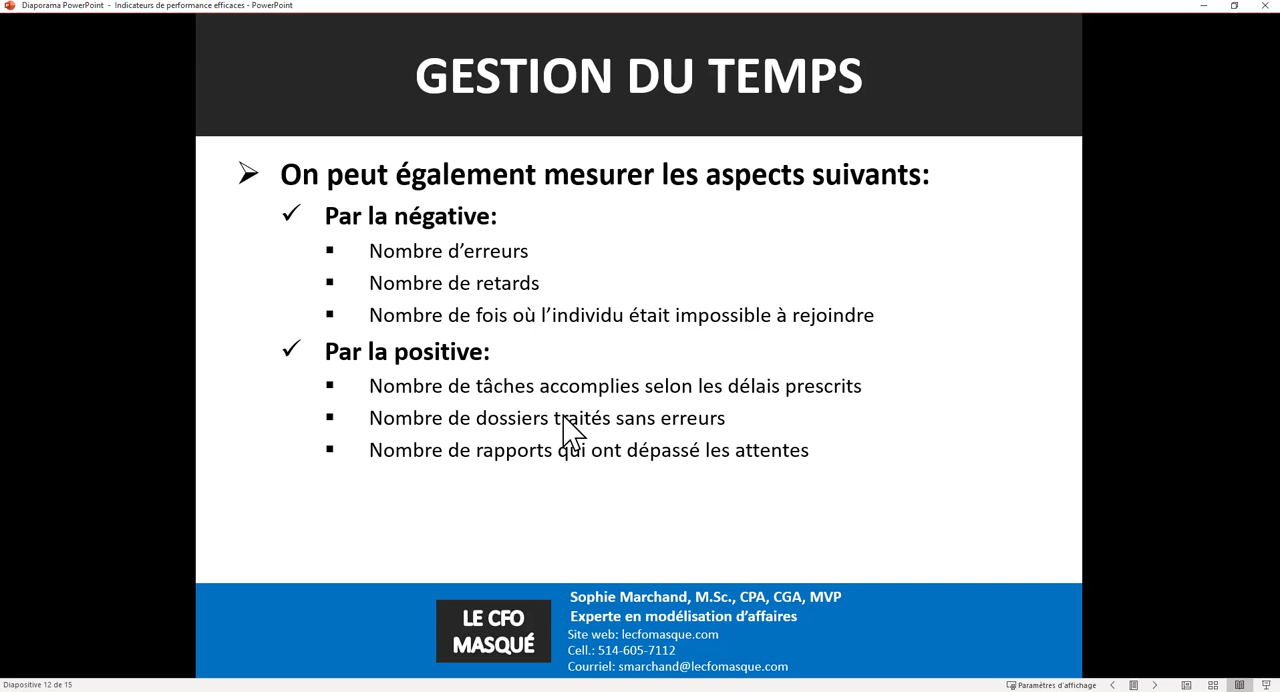 Diaporama PowerPoint - Indicateurs de performance efficaces - PowerPoint
GESTION DU TEMPS
On peut également mesurer les aspects suivants:
Par la négative:
Nombre d’erreurs
Nombre de retards
Nombre de fois où l’individu était impossible à rejoindre
Par la positive:
Nombre de tâches accomplies selon les délais prescrits
Nombre de dossiers traités sans erreurs
Nombre de rapports qui ont dépassé les attentes
LE CFO
MASQUÉ
Sophie Marchand, M.Sc., CPA, CGA, MVP
Experte en modélisation d’affaires
Site web: lecfomasque.com
Cell.: 514-605-7112
Courriel: smarchand@lecfomasque.com
Diapositive 12 de 15
Paramètres d'affichage